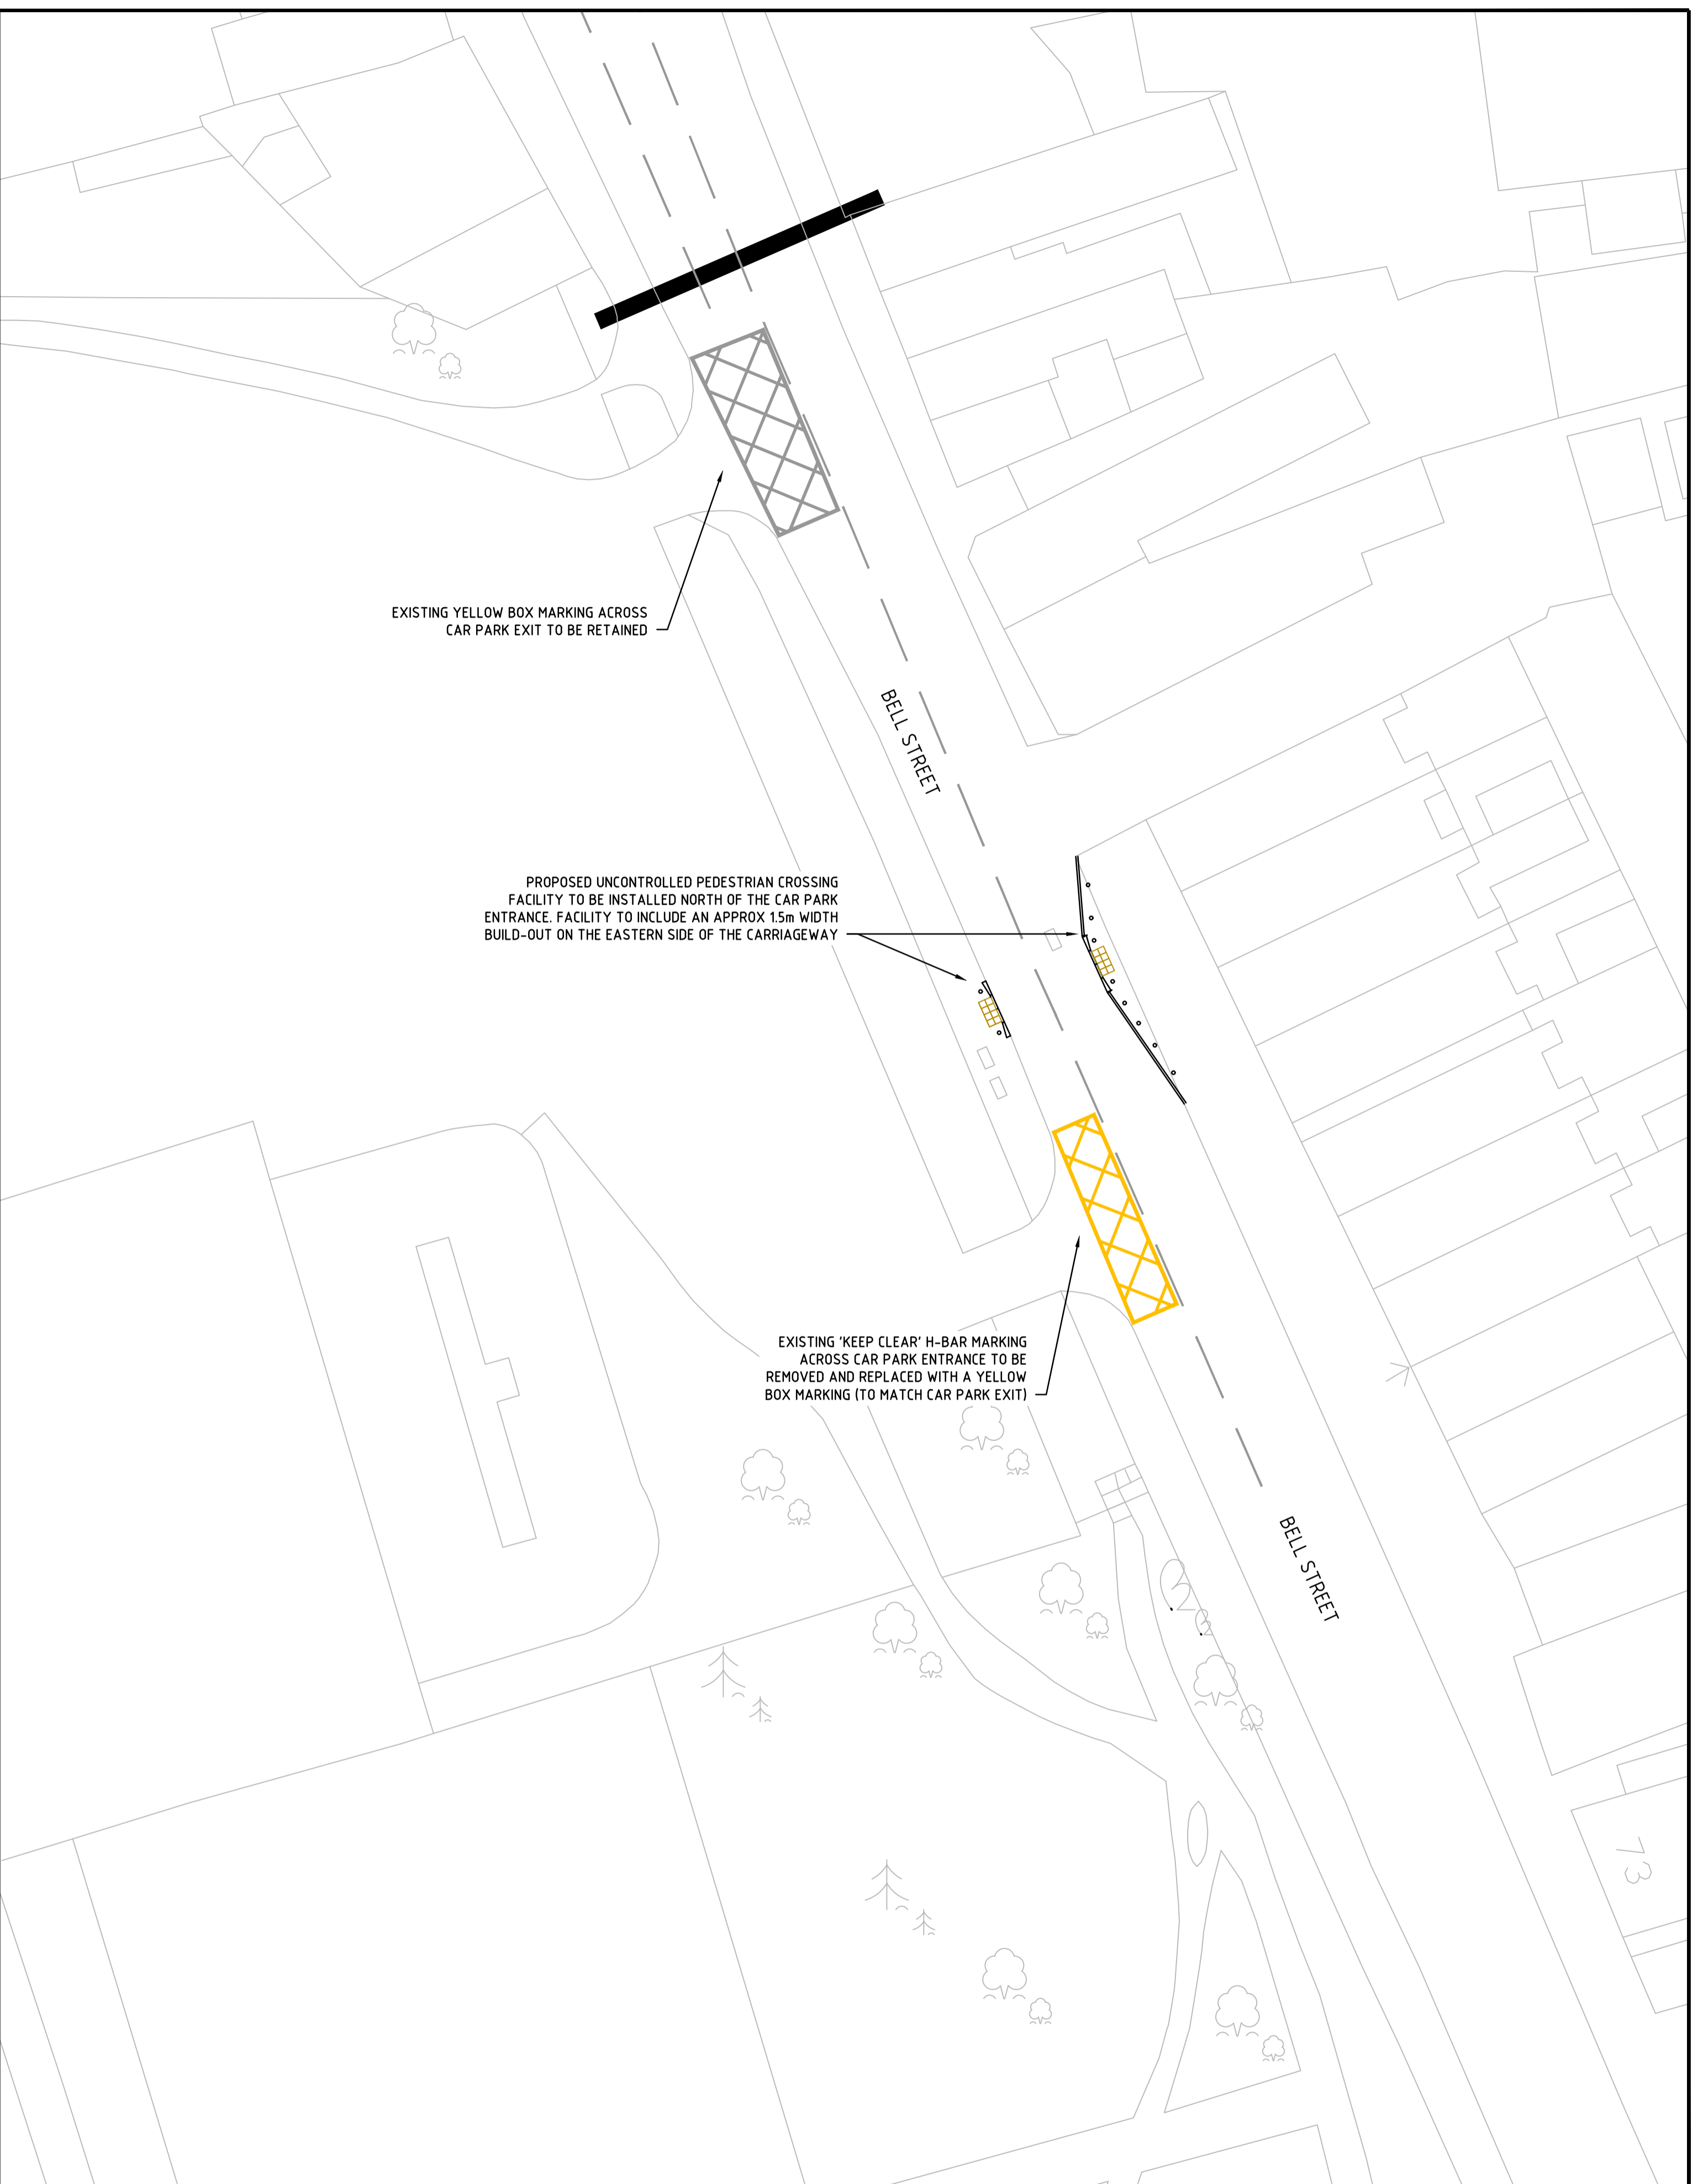 EXISTING YELLOW BOX MARKING ACROSS
CAR PARK EXIT TO BE RETAINED
BELL STREET
PROPOSED UNCONTROLLED PEDESTRIAN CROSSING
FACILITY TO BE INSTALLED NORTH OF THE CAR PARK
ENTRANCE. FACILITY TO INCLUDE AN APPROX 1.5m WIDTH
BUILD-OUT ON THE EASTERN SIDE OF THE CARRIAGEWAY
EXISTING 'KEEP CLEAR' H-BAR MARKING
ACROSS CAR PARK ENTRANCE TO BE
REMOVED AND REPLACED WITH A YELLOW
BOX MARKING (TO MATCH CAR PARK EXIT)
BELL STREET
73